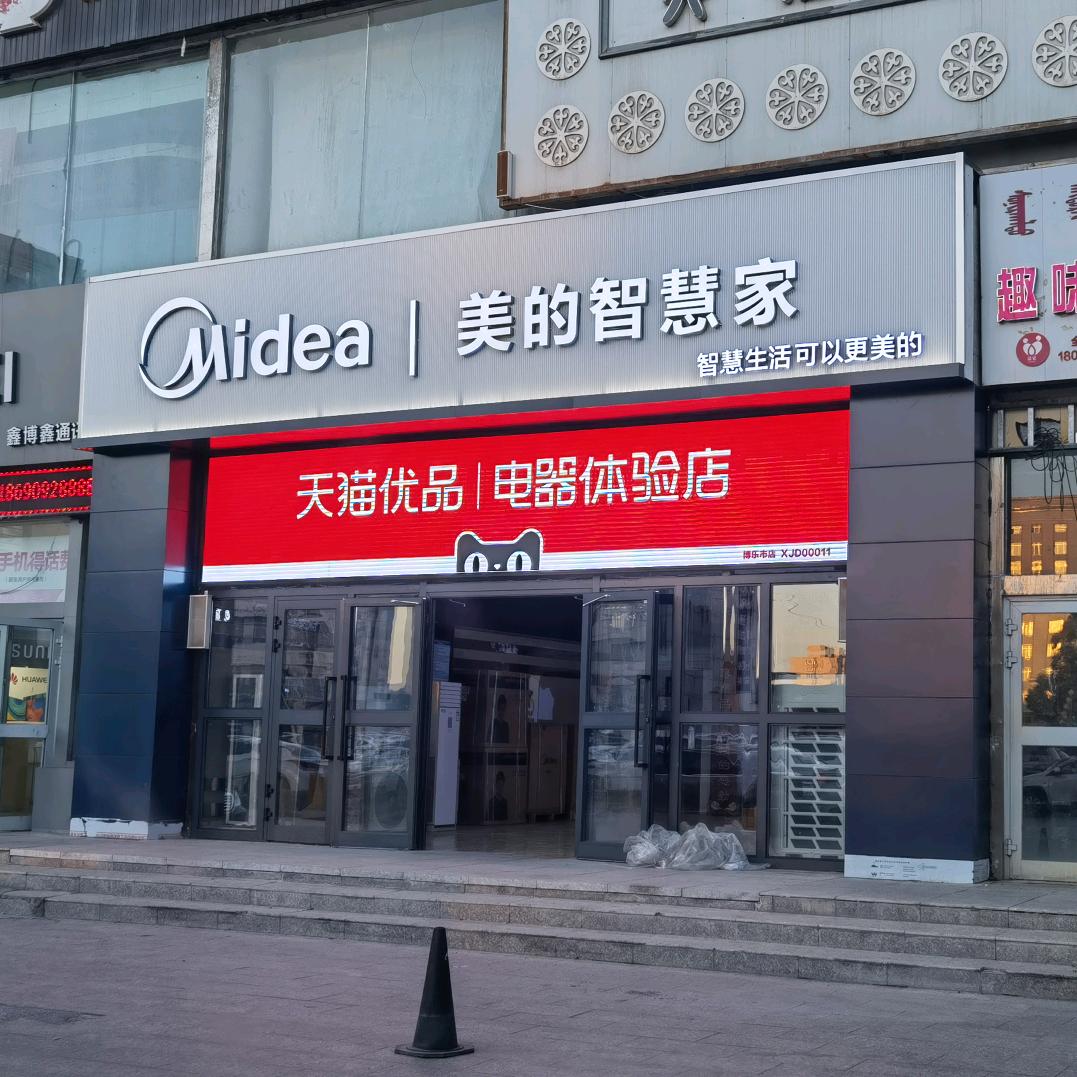 Midea
美的智慧家
智慧生活可以更美的
天猫优品
电器体验店
博乐市店 XJD00011
鑫博鑫通讯
手机得话费
HUAWEI
趣味